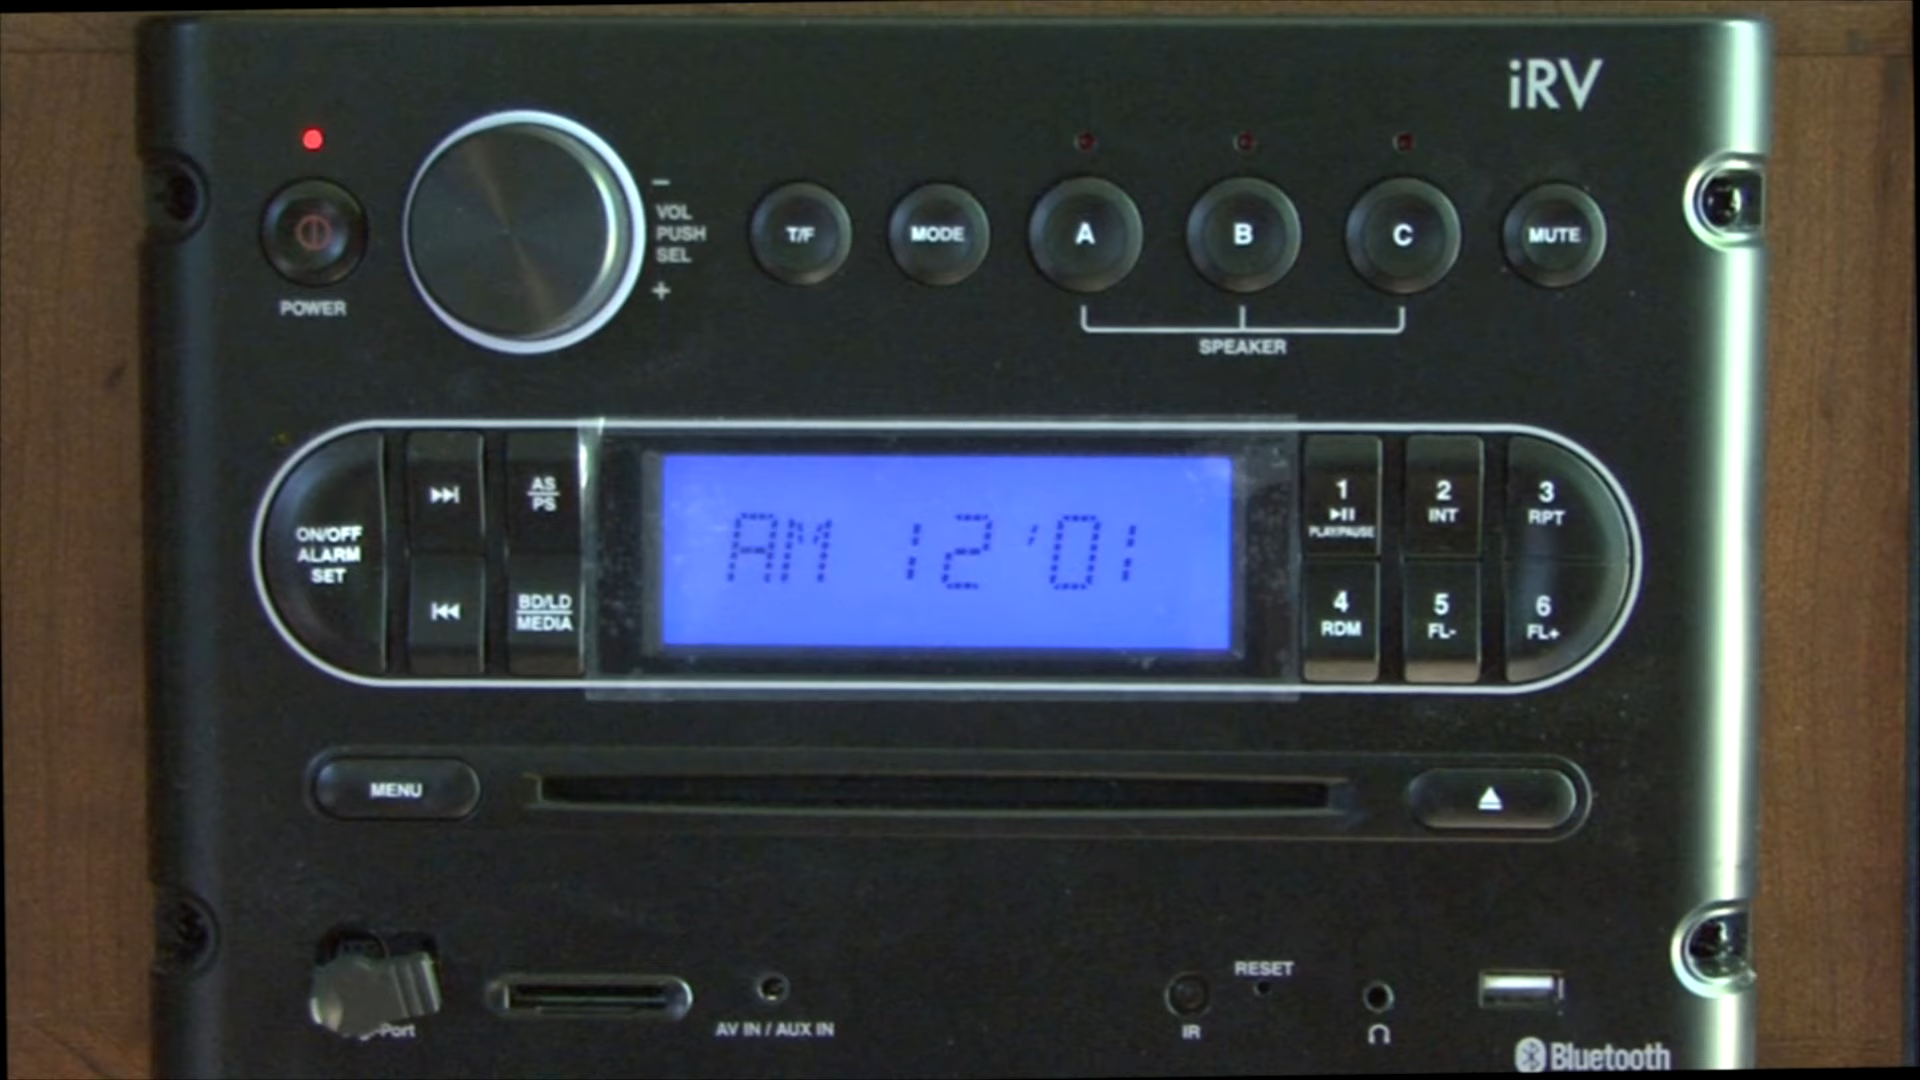 iRV
POWER
−
VOL
PUSH
SEL
+
T/F
MODE
A
B
C
MUTE
SPEAKER
ON/OFF
ALARM
SET
AS
PS
BD/LD
MEDIA
AM 12'01
1
PLAY/PAUSE
2
INT
3
RPT
4
RDM
5
FL-
6
FL+
MENU
RESET
-Port
AV IN / AUX IN
IR
Bluetooth